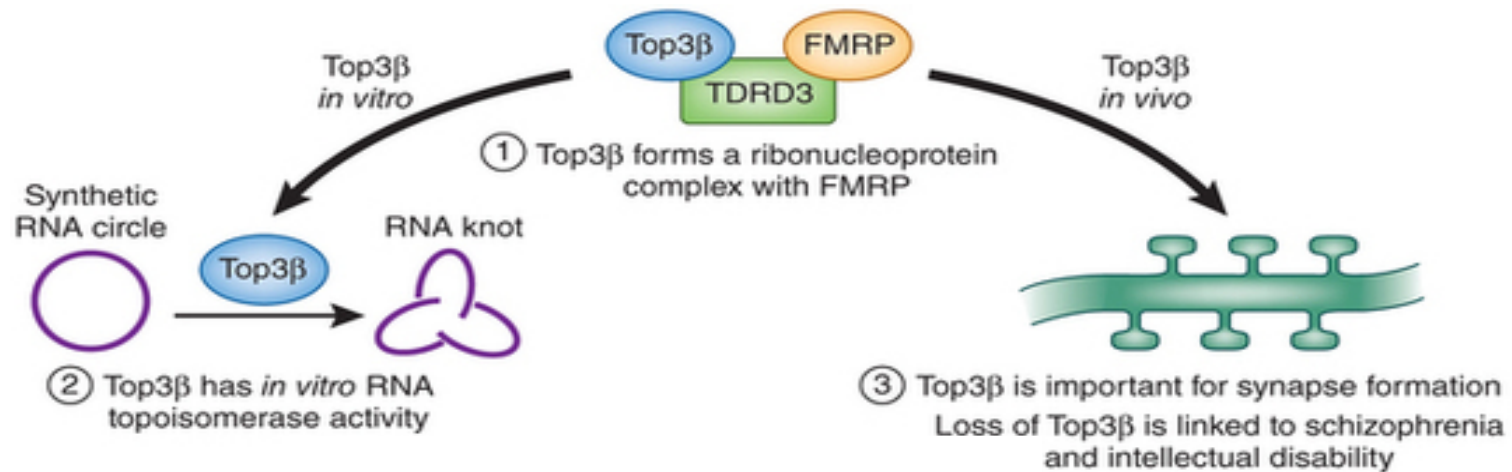 Top3β
FMRP
TDRD3
Top3β
in vitro
Top3β
in vivo
1 Top3β forms a ribonucleoprotein
complex with FMRP
Synthetic
RNA circle
Top3β
RNA knot
2 Top3β has in vitro RNA
topoisomerase activity
3 Top3β is important for synapse formation
Loss of Top3β is linked to schizophrenia
and intellectual disability